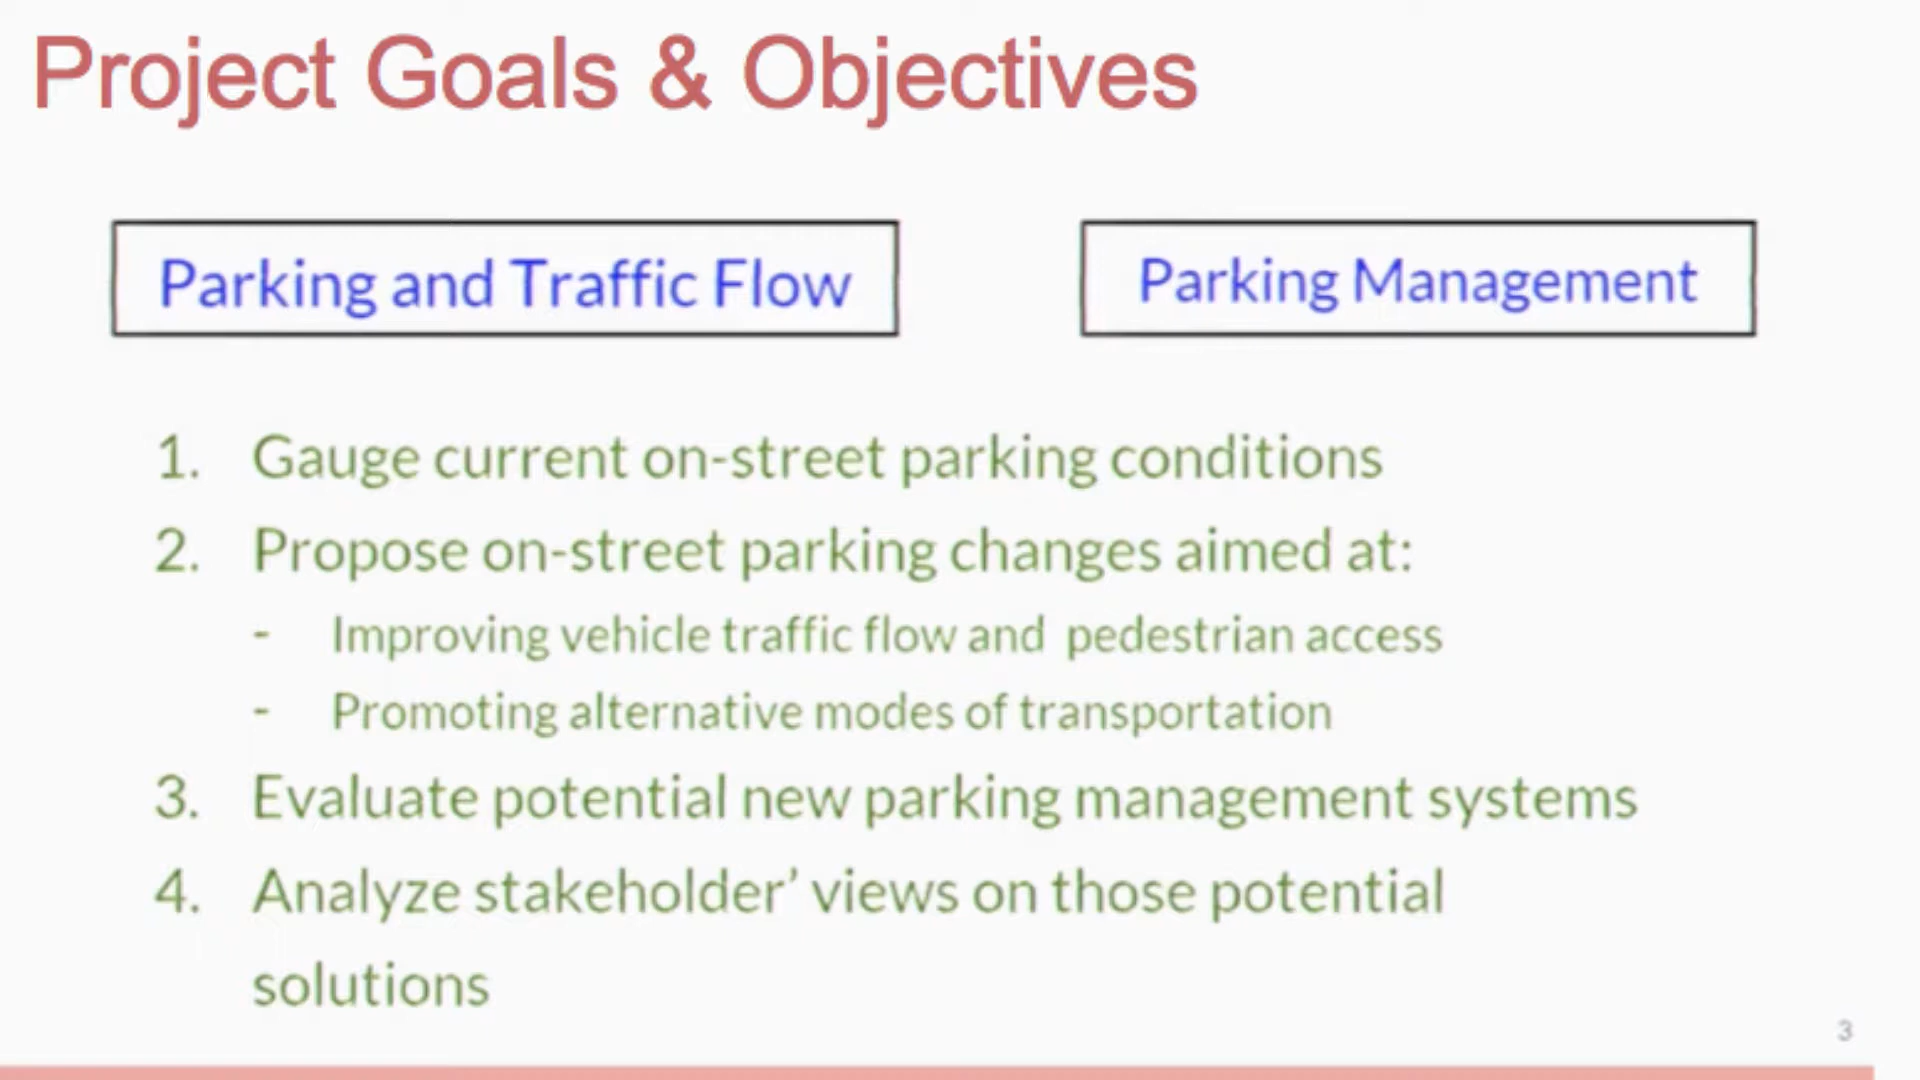 Project Goals & Objectives
Parking and Traffic Flow
Parking Management
1. Gauge current on-street parking conditions
2. Propose on-street parking changes aimed at:
- Improving vehicle traffic flow and pedestrian access
- Promoting alternative modes of transportation
3. Evaluate potential new parking management systems
4. Analyze stakeholder’ views on those potential
solutions
3